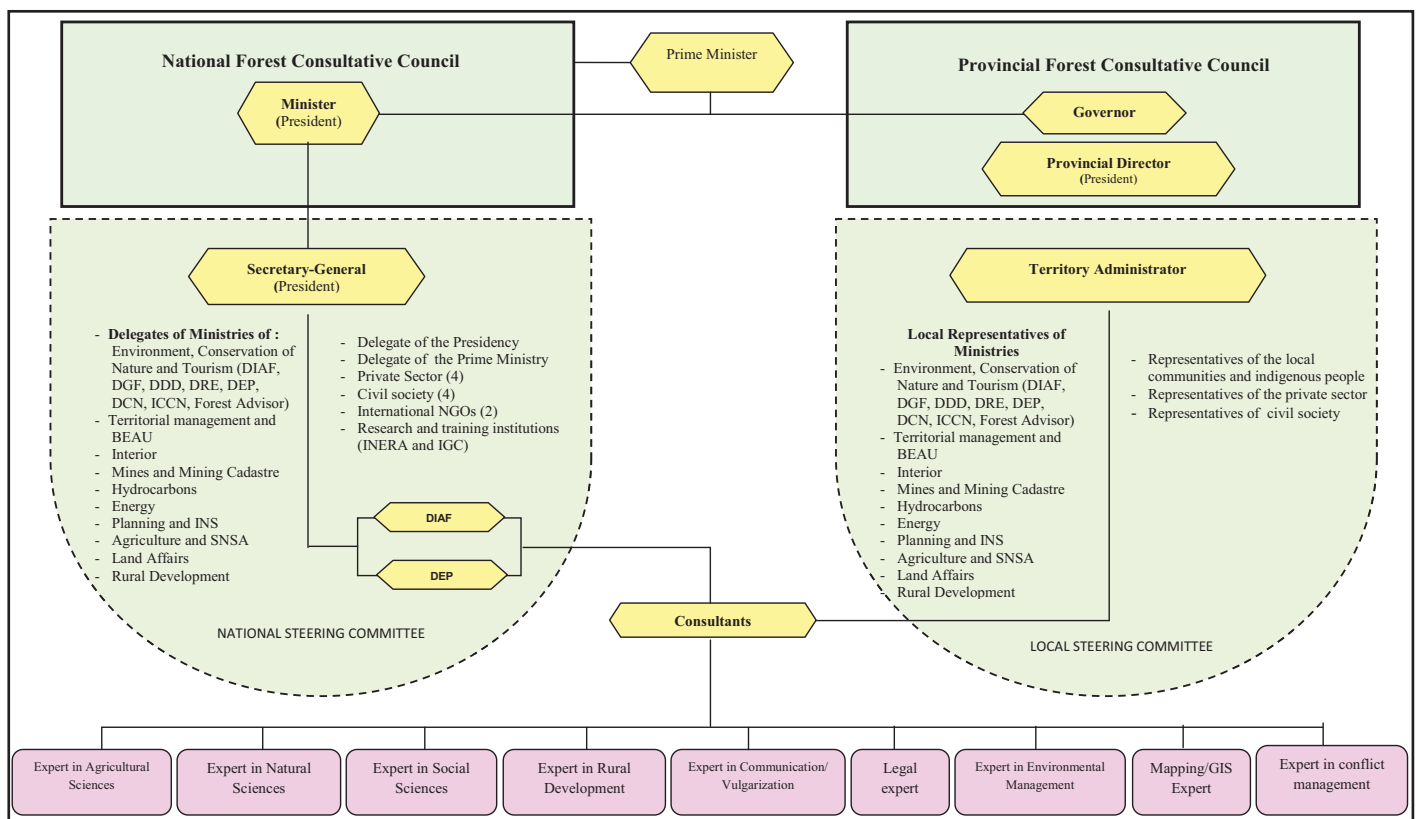 National Forest Consultative Council
Minister
(President)
Prime Minister
Provincial Forest Consultative Council
Governor
Provincial Director
(President)
Secretary-General
(President)
- Delegates of Ministries of :
Environment, Conservation of
Nature and Tourism (DIAF,
DGF, DDD, DRE, DEP,
DCN, ICCN, Forest Advisor)
- Territorial management and
BEAU
- Interior
- Mines and Mining Cadastre
- Hydrocarbons
- Energy
- Planning and INS
- Agriculture and SNSA
- Land Affairs
- Rural Development
- Delegate of the Presidency
- Delegate of the Prime Ministry
- Private Sector (4)
- Civil society (4)
- International NGOs (2)
- Research and training institutions
(INERA and IGC)
DIAF
DEP
NATIONAL STEERING COMMITTEE
Territory Administrator
Local Representatives of
Ministries
- Environment, Conservation of
Nature and Tourism (DIAF,
DGF, DDD, DRE, DEP,
DCN, ICCN, Forest Advisor)
- Territorial management and
BEAU
- Interior
- Mines and Mining Cadastre
- Hydrocarbons
- Energy
- Planning and INS
- Agriculture and SNSA
- Land Affairs
- Rural Development
- Representatives of the local
communities and indigenous people
- Representatives of the private sector
- Representatives of civil society
LOCAL STEERING COMMITTEE
Consultants
Expert in Agricultural
Sciences
Expert in Natural
Sciences
Expert in Social
Sciences
Expert in Rural
Development
Expert in Communication/
Vulgarization
Legal
expert
Expert in Environmental
Management
Mapping/GIS
Expert
Expert in conflict
management